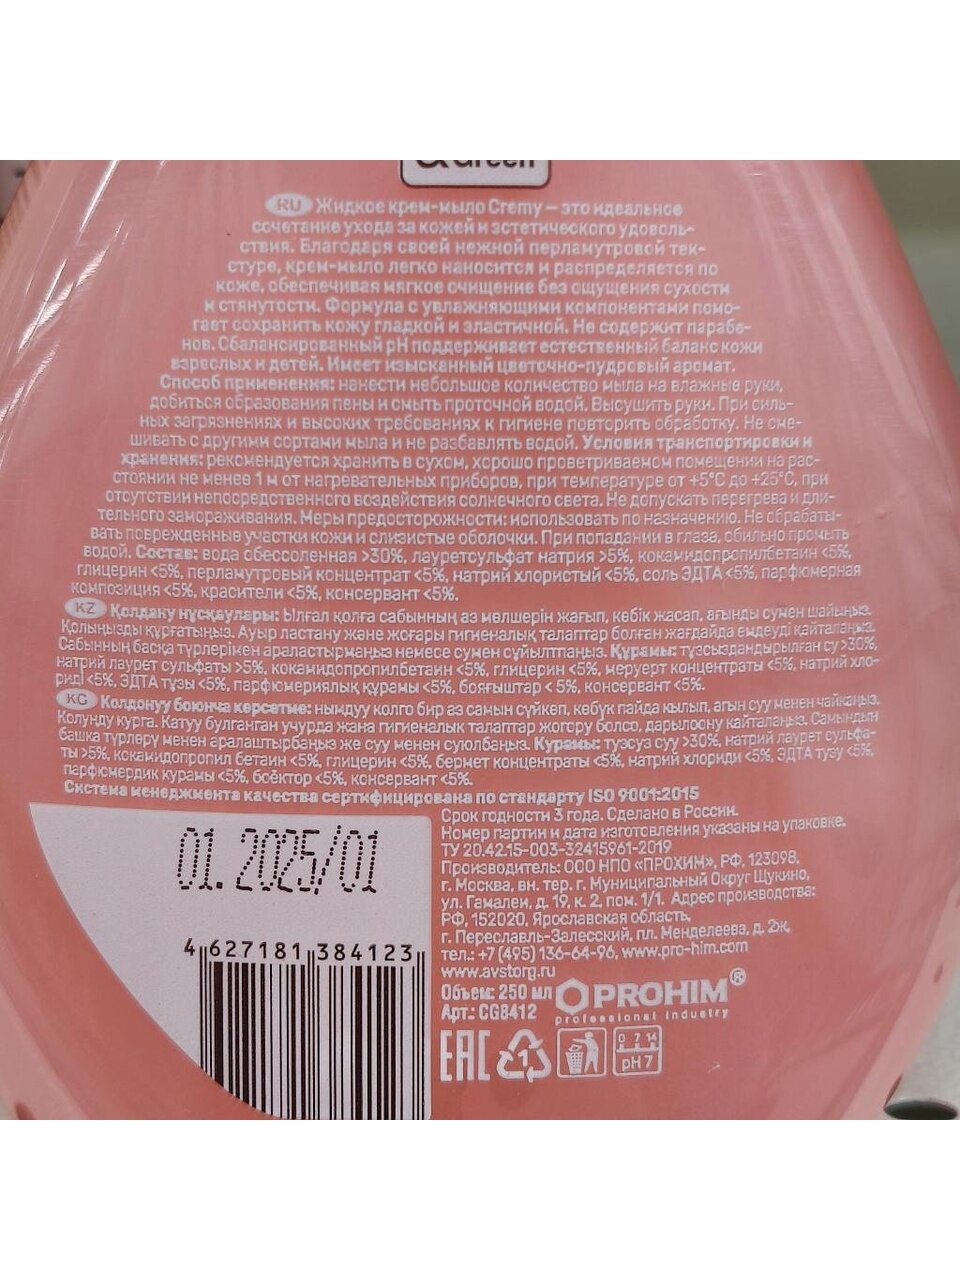 & Green
RU Жидкое крем-мыло Cremy – это идеальное
сочетание ухода за кожей и эстетического удоволь-
ствия. Благодаря своей нежной перламутровой тек-
стуре, крем-мыло легко наносится и распределяется по
коже, обеспечивая мягкое очищение без ощущения сухости
и стянутости. Формула с увлажняющими компонентами помо-
гает сохранить кожу гладкой и эластичной. Не содержит парабе-
нов. Сбалансированный pH поддерживает естественный баланс кожи
взрослых и детей. Имеет изысканный цветочно-пудровый аромат.
Способ применения: нанести небольшое количество мыла на влажные руки,
добиться образования пены и смыть проточной водой. Высушить руки. При силь-
ных загрязнениях и высоких требованиях к гигиене повторить обработку. Не сме-
шивать с другими сортами мыла и не разбавлять водой. Условия транспортировки и
хранения: рекомендуется хранить в сухом, хорошо проветриваемом помещении на рас-
стоянии не менее 1 м от нагревательных приборов, при температуре от +5°C до +25°C, при
отсутствии непосредственного воздействия солнечного света. Не допускать перегрева и дли-
тельного замораживания. Меры предосторожности: использовать по назначению. Не обрабаты-
вать поврежденные участки кожи и слизистые оболочки. При попадании в глаза, обильно промыть
водой. Состав: вода обессоленная >30%, лауретсульфат натрия >5%, кокамидопропилбетаин <5%,
глицерин <5%, перламутровый концентрат <5%, натрий хлористый <5%, соль ЭДТА <5%, парфюмерная
композиция <5%, красители <5%, консервант <5%.
KZ Қолдану нұсқаулары: Ылғал қолға сабынның аз мөлшерін жағып, көбік жасап, ағынды сумен шайыңыз.
Қолыңызды құрғатыңыз. Ауыр ластану және жоғары гигиеналық талаптар болған жағдайда емдеуді қайталаңыз.
Сабынның басқа түрлерікен араластырмаңыз немесе сумен сұйылтпаңыз. Құрамы: тұзсыздандырылған су >30%,
натрий лаурет сульфаты >5%, кокамидопропилбетаин <5%, глицерин <5%, меруерт концентраты <5%, натрий хло-
риді <5%, ЭДТА тұзы <5%, парфюмериялық құрамы <5%, бояғыштар <5%, консервант <5%.
KG Колдонуу боюнча көрсөтмө: нымдуу колго бир аз самын сүйкөп, көбүк пайда кылып, агын суу менен чайкаңыз.
Колунду курга. Катуу булганган учурда жана гигиеналык талаптар жогору болсо, дарылоону кайталаңыз. Самындын
башка түрлөрү менен аралаштырбаңыз же суу менен суюлбаңыз. Курамы: тузсуз суу >30%, натрий лаурет сульфа-
ты >5%, кокамидопропил бетаин <5%, глицерин <5%, бермет концентраты <5%, натрий хлориди <5%, ЭДТА тузу <5%,
парфюмердик курамы <5%, боёктор <5%, консервант <5%.
Система менеджмента качества сертифицирована по стандарту ISO 9001:2015
Срок годности 3 года. Сделано в России.
Номер партии и дата изготовления указаны на упаковке.
ТУ 20.42.15-003-32415961-2019
Производитель: ООО НПО «ПРОХИМ», РФ, 123098,
г. Москва, вн. тер. г. Муниципальный Округ Щукино,
ул. Гамалеи, д. 19, к. 2, пом. 1/1. Адрес производства:
РФ, 152020, Ярославская область,
г. Переславль-Залесский, пл. Менделеева, д. 2ж,
тел.: +7 (495) 136-64-96, www.pro-him.com
www.avstorg.ru
Объем: 250 мл
Арт.: CG8412
PROHIM®
professional industry
EAC
1
0 7 14
pH 7
01.2025/01
4 627181 384123